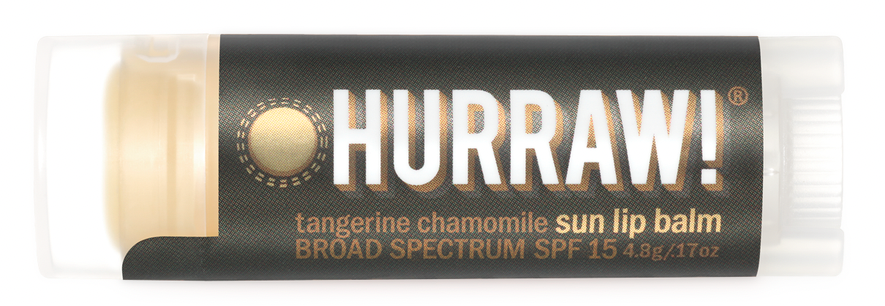 HURRAW!®
tangerine chamomile sun lip balm
BROAD SPECTRUM SPF 15 4.8g/.17oz